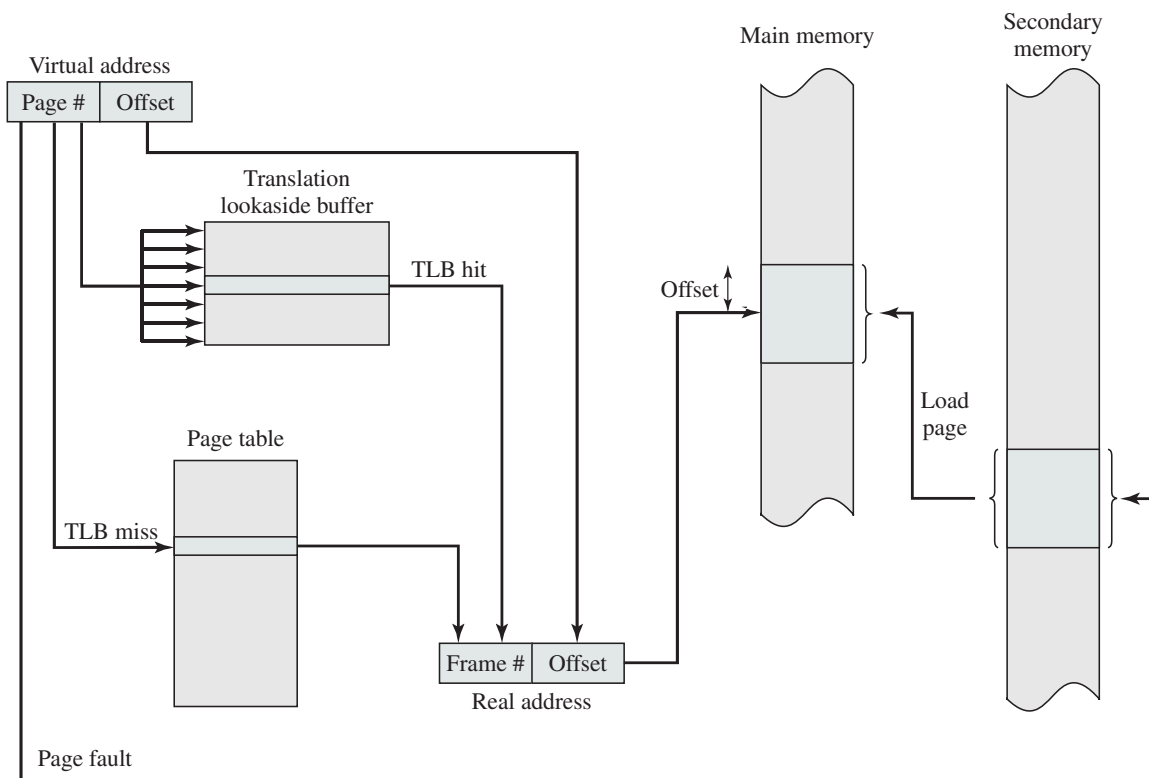 Main memory
Secondary
memory
Virtual address
Page #
Offset
Translation
lookaside buffer
TLB hit
Offset
Load
page
Page table
TLB miss
Frame #
Offset
Real address
Page fault